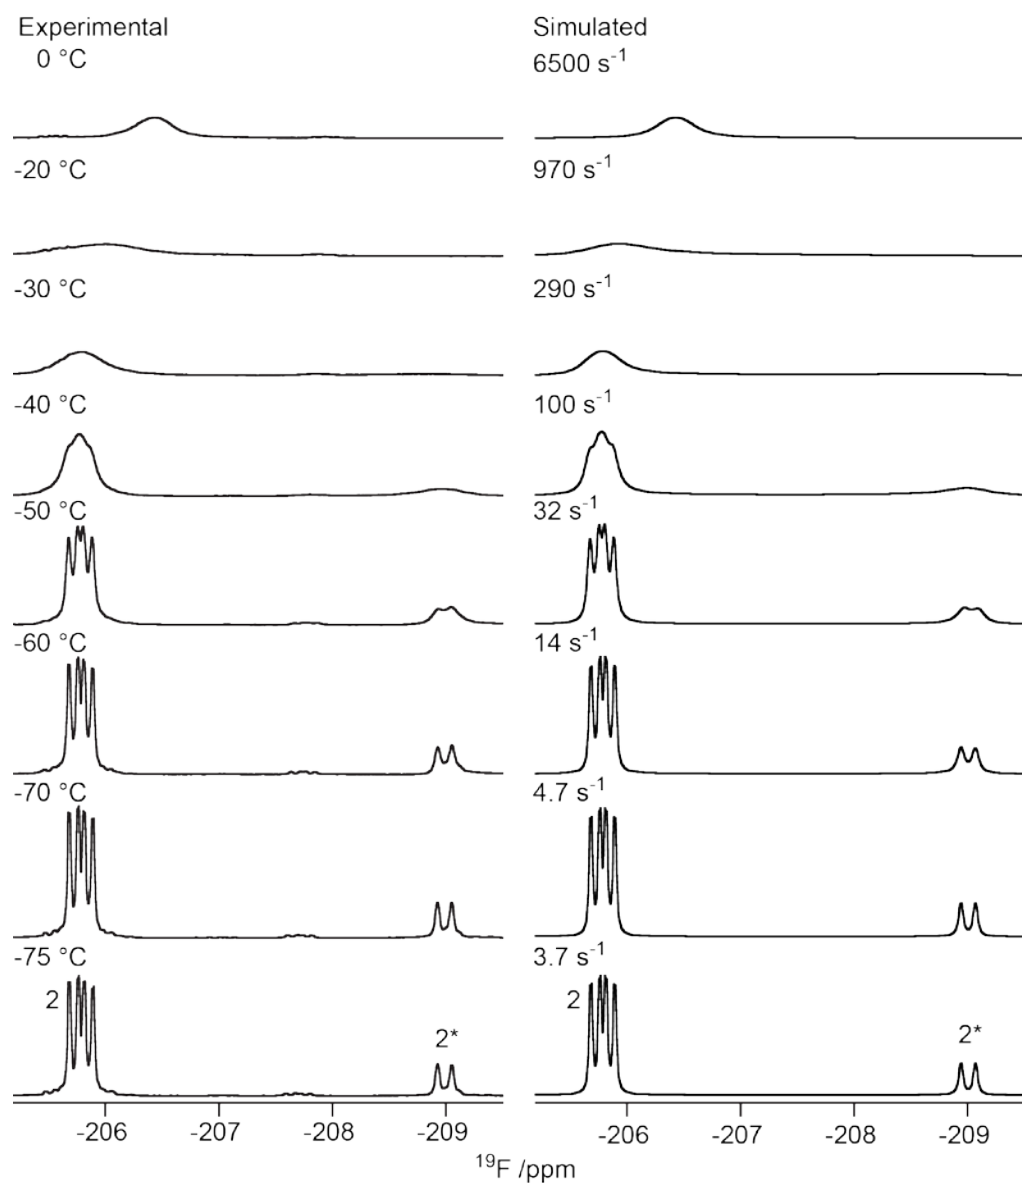 Experimental
0 °C
-20 °C
-30 °C
-40 °C
-50 °C
-60 °C
-70 °C
-75 °C
2
2*
-206 -207 -208 -209
Simulated
6500 s-1
970 s-1
290 s-1
100 s-1
32 s-1
14 s-1
4.7 s-1
3.7 s-1
2
2*
-206 -207 -208 -209
19F /ppm